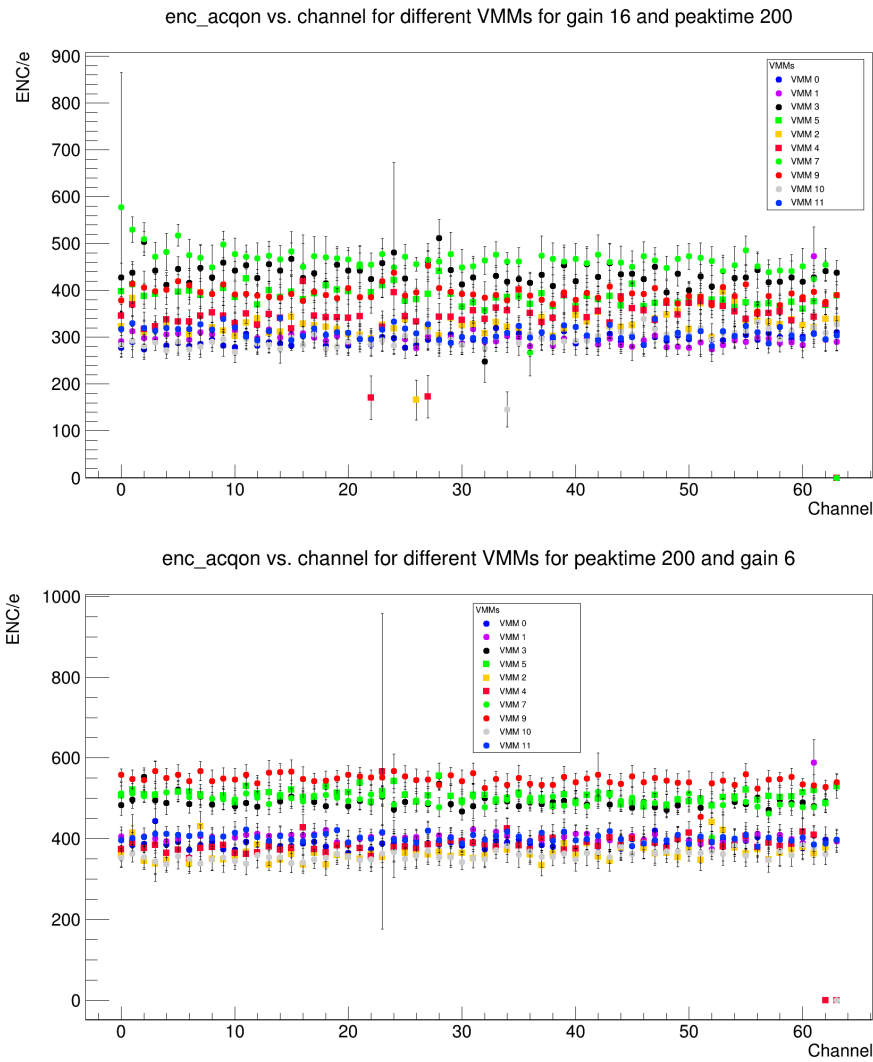 enc_acqon vs. channel for different VMMs for gain 16 and peaktime 200
ENC/e
900
800
700
600
500
400
300
200
100
0
VMMs
VMM 0
VMM 1
VMM 3
VMM 5
VMM 2
VMM 4
VMM 7
VMM 9
VMM 10
VMM 11
0 10 20 30 40 50 60
Channel
enc_acqon vs. channel for different VMMs for peaktime 200 and gain 6
ENC/e
1000
800
600
400
200
0
VMMs
VMM 0
VMM 1
VMM 3
VMM 5
VMM 2
VMM 4
VMM 7
VMM 9
VMM 10
VMM 11
0 10 20 30 40 50 60
Channel